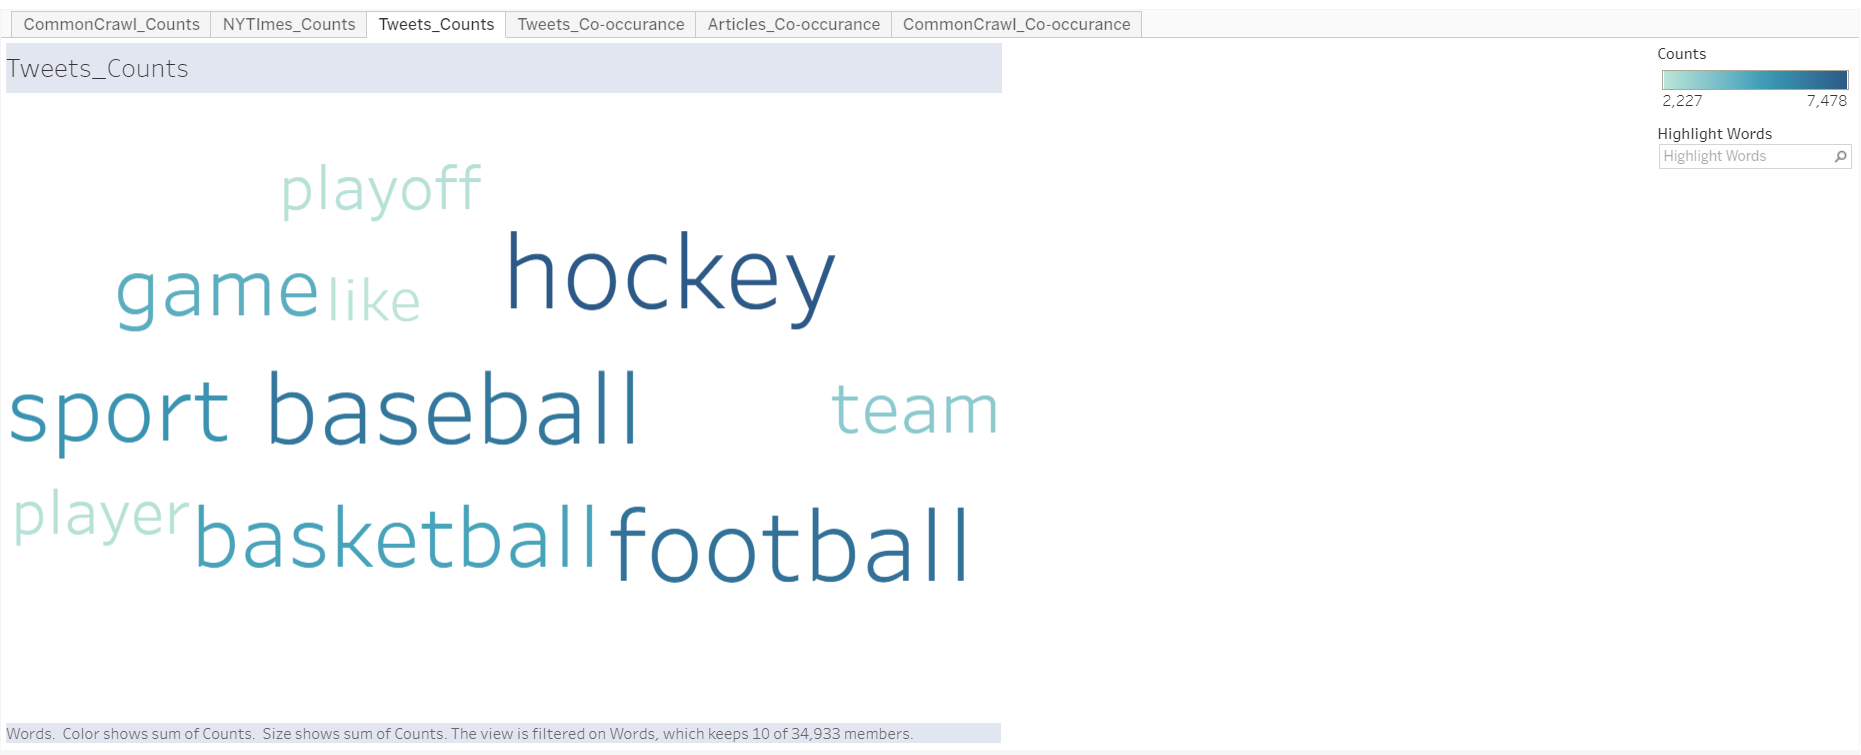 CommonCrawl_Counts NYTImes_Counts Tweets_Counts Tweets_Co-occurance Articles_Co-occurance CommonCrawl_Co-occurance
Tweets_Counts
Counts
2,227 7,478
Highlight Words
Highlight Words
playoff
hockey
game like
sport baseball team
player basketball football
Words. Color shows sum of Counts. Size shows sum of Counts. The view is filtered on Words, which keeps 10 of 34,933 members.